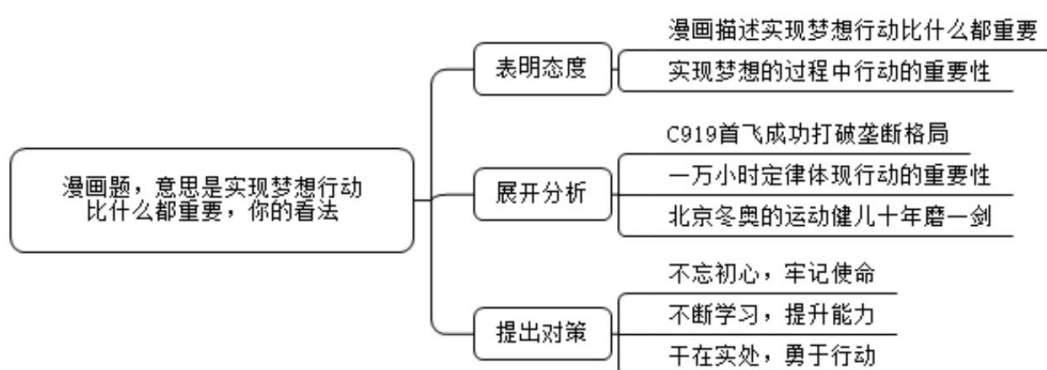 漫画题，意思是实现梦想行动
比什么都重要，你的看法
表明态度
漫画描述实现梦想行动比什么都重要
实现梦想的过程中行动的重要性
展开分析
C919首飞成功打破垄断格局
一万小时定律体现行动的重要性
北京冬奥的运动健儿十年磨一剑
提出对策
不忘初心，牢记使命
不断学习，提升能力
干在实处，勇于行动